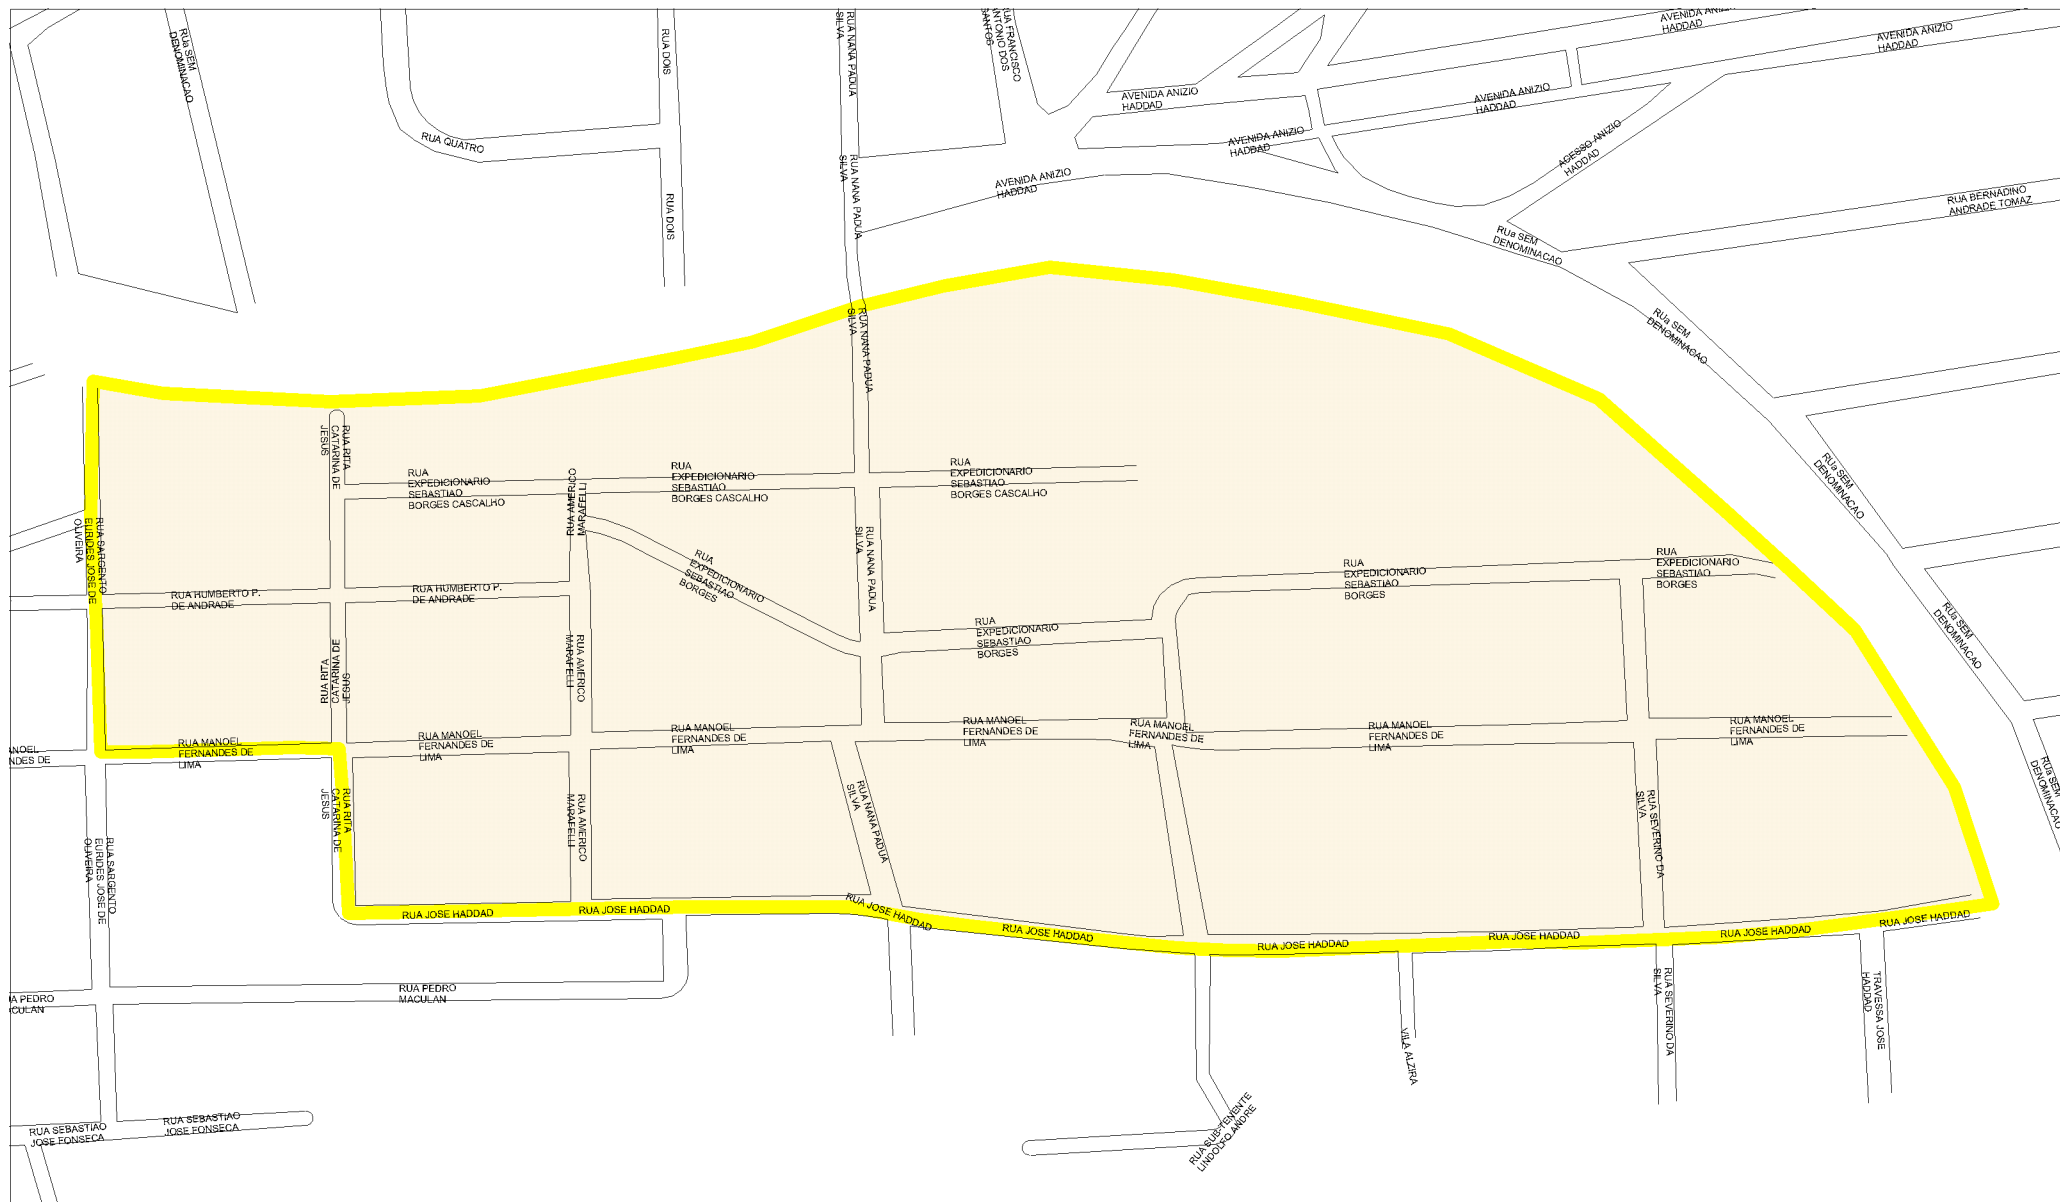 RUa SEM
DENOMINACAO
RUA QUATRO
RUA DOIS
RUA DOIS
RUA NANA PADUA
SILVA
RUA NANA PADUA
SILVA
RUA FRANCISCO
ANTONIO DOS
SANTOS
AVENIDA ANIZIO
HADDAD
AVENIDA ANIZIO
HADDAD
AVENIDA ANIZIO
HADDAD
AVENIDA ANIZIO
HADDAD
AVENIDA ANIZIO
HADDAD
AVENIDA ANIZIO
HADDAD
ACESSO ANIZIO
HADDAD
RUA BERNADINO
ANDRADE TOMAZ
RUa SEM
DENOMINACAO
RUa SEM
DENOMINACAO
RUa SEM
DENOMINACAO
RUa SEM
DENOMINACAO
RUa SEM
DENOMINACAO
RUA NANA PADUA
SILVA
RUA RITA
CATARINA DE
JESUS
RUA
EXPEDICIONARIO
SEBASTIAO
BORGES CASCALHO
RUA AMERICO
MARAFELLI
RUA
EXPEDICIONARIO
SEBASTIAO
BORGES CASCALHO
RUA
EXPEDICIONARIO
SEBASTIAO
BORGES CASCALHO
RUA SARGENTO
EURIDES JOSE DE
OLIVEIRA
RUA HUMBERTO P.
DE ANDRADE
RUA HUMBERTO P.
DE ANDRADE
RUA
EXPEDICIONARIO
SEBASTIAO
BORGES
RUA NANA PADUA
SILVA
RUA
EXPEDICIONARIO
SEBASTIAO
BORGES
RUA
EXPEDICIONARIO
SEBASTIAO
BORGES
RUA
EXPEDICIONARIO
SEBASTIAO
BORGES
RUA RITA
CATARINA DE
JESUS
RUA AMERICO
MARAFELLI
ANOEL
NDES DE
RUA MANOEL
FERNANDES DE
LIMA
RUA MANOEL
FERNANDES DE
LIMA
RUA MANOEL
FERNANDES DE
LIMA
RUA MANOEL
FERNANDES DE
LIMA
RUA MANOEL
FERNANDES DE
LIMA
RUA MANOEL
FERNANDES DE
LIMA
RUA MANOEL
FERNANDES DE
LIMA
RUA RITA
CATARINA DE
JESUS
RUA AMERICO
MARAFELLI
RUA NANA PADUA
SILVA
RUA SEVERINO DA
SILVA
RUA SARGENTO
EURIDES JOSE DE
OLIVEIRA
RUA JOSE HADDAD
RUA JOSE HADDAD
RUA JOSE HADDAD
RUA JOSE HADDAD
RUA JOSE HADDAD
RUA JOSE HADDAD
RUA JOSE HADDAD
RUA JOSE HADDAD
A PEDRO
CULAN
RUA PEDRO
MACULAN
VILA ALZIRA
RUA SEVERINO DA
SILVA
TRAVESSA JOSE
HADDAD
RUA SEBASTIAO
JOSE FONSECA
RUA SEBASTIAO
JOSE FONSECA
RUA SUB-TENENTE
LINDOLFO ANDRE